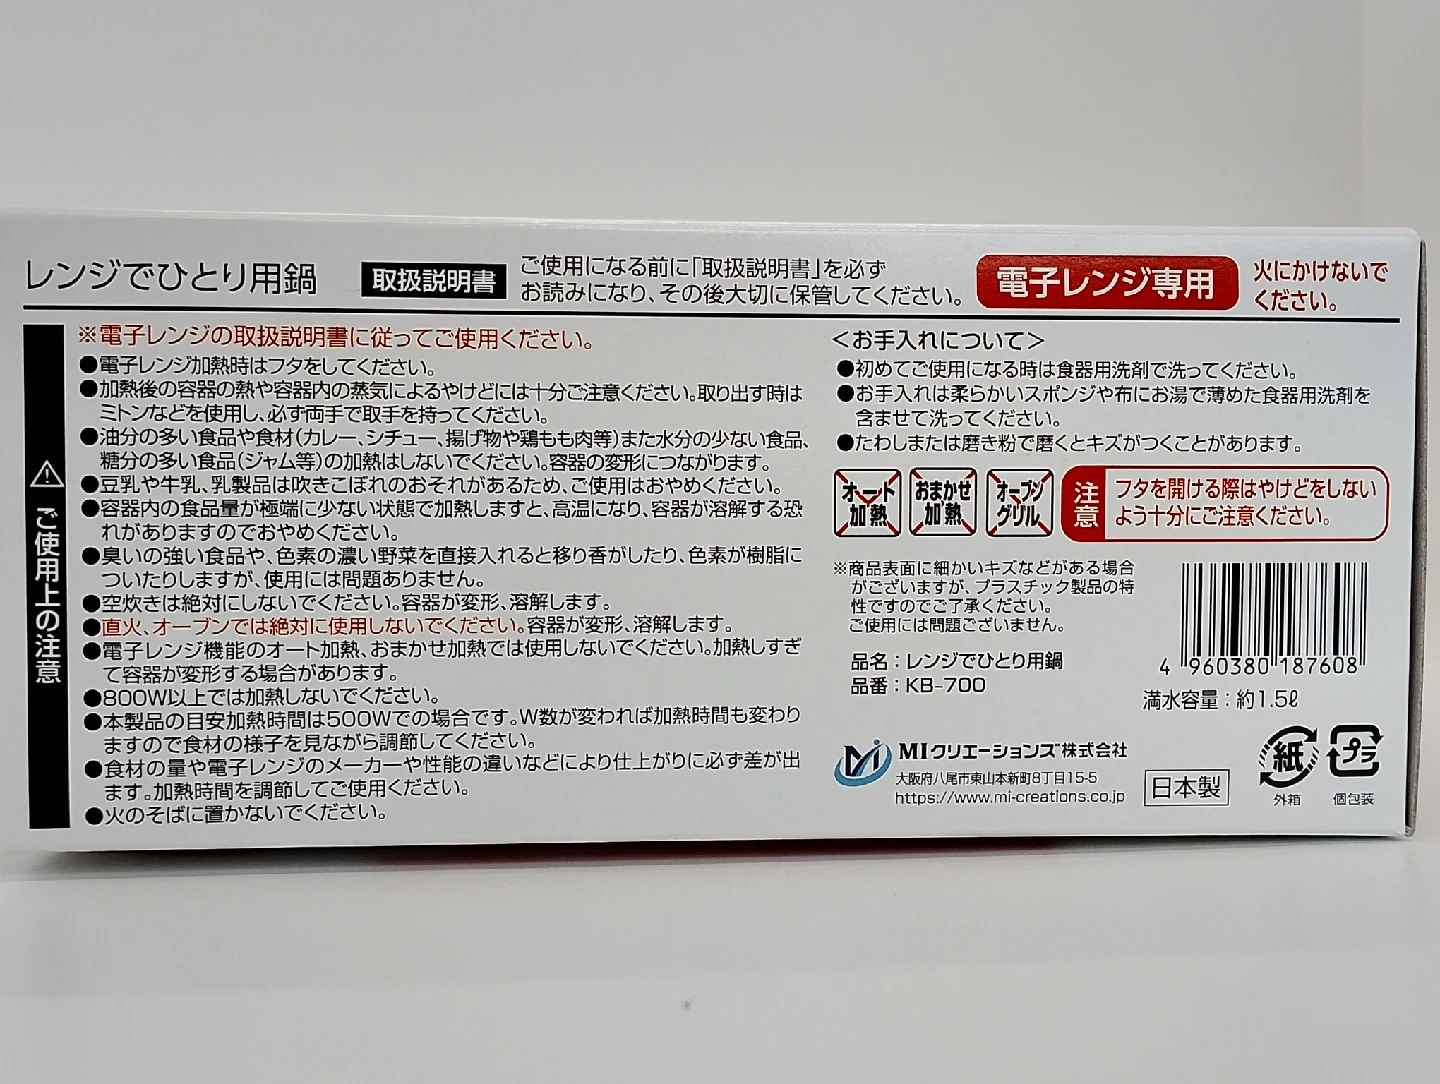 レンジでひとり用鍋
取扱説明書
ご使用になる前に「取扱説明書」を必ず
お読みになり、その後大切に保管してください。
電子レンジ専用
火にかけないで
ください。
ご使用上の注意
※電子レンジの取扱説明書に従ってご使用ください。
●電子レンジ加熱時はフタをしてください。
●加熱後の容器の熱や容器内の蒸気によるやけどには十分ご注意ください。取り出す時は
ミトンなどを使用し、必ず両手で取手を持ってください。
●油分の多い食品や食材(カレー、シチュー、揚げ物や鶏もも肉等)また水分の少ない食品、
糖分の多い食品(ジャム等)の加熱はしないでください。容器の変形につながります。
●豆乳や牛乳、乳製品は吹きこぼれのおそれがあるため、ご使用はおやめください。
●容器内の食品量が極端に少ない状態で加熱しますと、高温になり、容器が溶解する恐
れがありますのでおやめください。
●臭いの強い食品や、色素の濃い野菜を直接入れると移り香がしたり、色素が樹脂に
ついたりしますが、使用には問題ありません。
●空炊きは絶対にしないでください。容器が変形、溶解します。
●直火、オーブンでは絶対に使用しないでください。容器が変形、溶解します。
●電子レンジ機能のオート加熱、おまかせ加熱では使用しないでください。加熱しすぎ
て容器が変形する場合があります。
●800W以上では加熱しないでください。
●本製品の目安加熱時間は500Wでの場合です。W数が変われば加熱時間も変わり
ますので食材の様子を見ながら調節してください。
●食材の量や電子レンジのメーカーや性能の違いなどにより仕上がりに必ず差が出
ます。加熱時間を調節してご使用ください。
●火のそばに置かないでください。
＜お手入れについて＞
●初めてご使用になる時は食器用洗剤で洗ってください。
●お手入れは柔らかいスポンジや布にお湯で薄めた食器用洗剤を
含ませて洗ってください。
●たわしまたは磨き粉で磨くとキズがつくことがあります。
オート
加熱
おまかせ
加熱
オーブン
グリル
注意
フタを開ける際はやけどをしない
よう十分にご注意ください。
※商品表面に細かいキズなどがある場合
がございますが、プラスチック製品の特
性ですのでご了承ください。
ご使用には問題ございません。
品名：レンジでひとり用鍋
品番：KB-700
4 960380 187608
満水容量：約1.5ℓ
Mi
MIクリエーションズ株式会社
大阪府八尾市東山本新町8丁目15-5
https://www.mi-creations.co.jp
日本製
紙
外箱
プラ
個包装